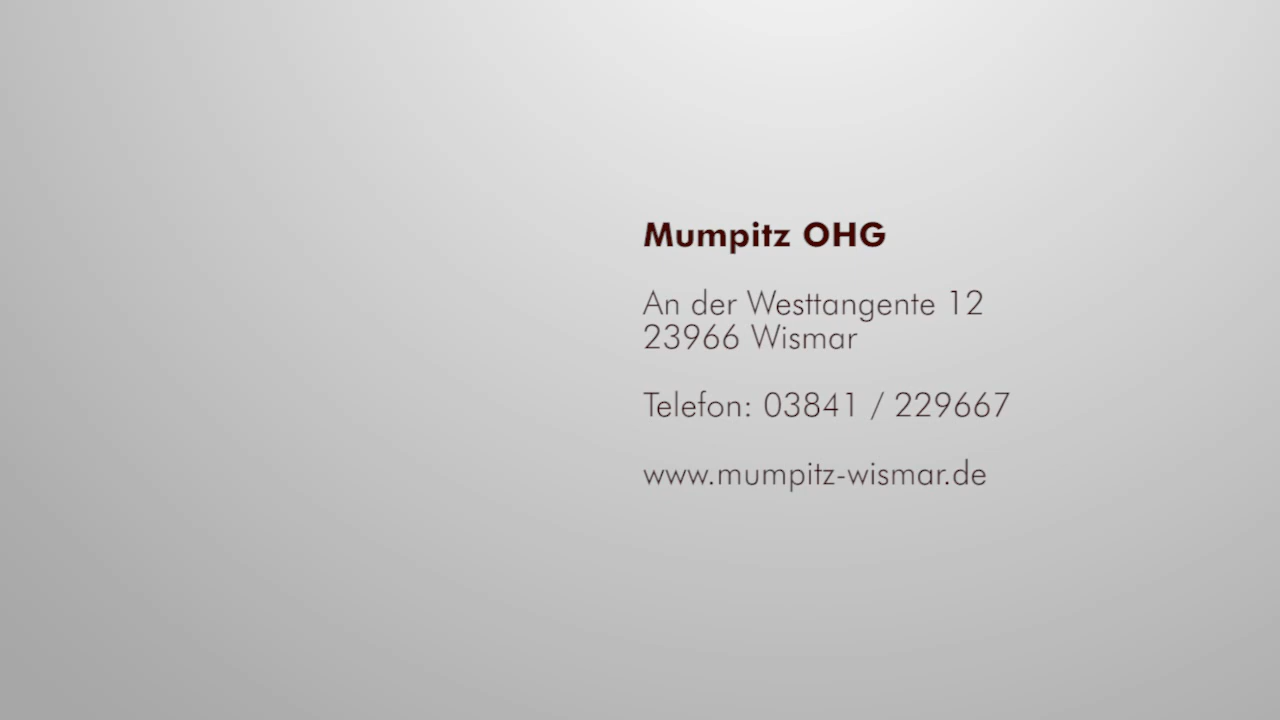 Mumpitz OHG
An der Westtangente 12
23966 Wismar
Telefon: 03841 / 229667
www.mumpitz-wismar.de